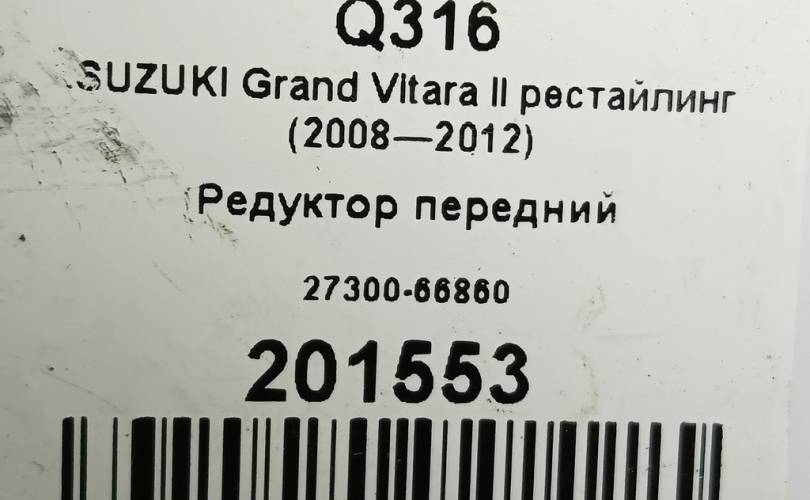 Q316
SUZUKI Grand Vitara II рестайлинг
(2008—2012)
Редуктор передний
27300-66860
201553